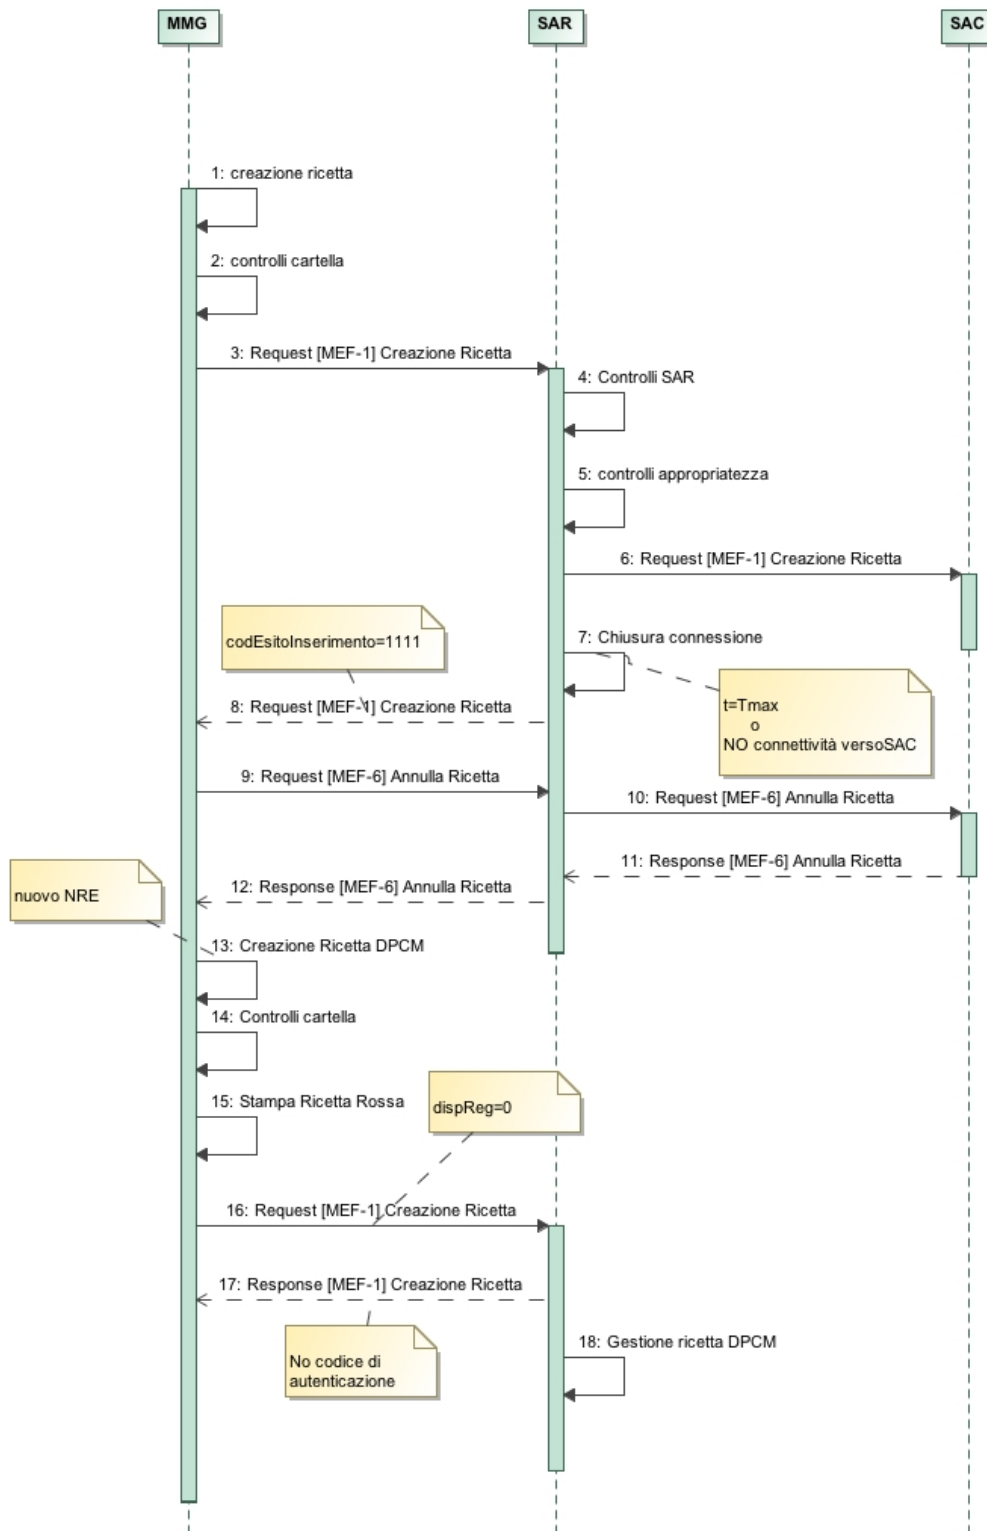 MMG
SAR
SAC
1: creazione ricetta
2: controlli cartella
3: Request [MEF-1] Creazione Ricetta
4: Controlli SAR
5: controlli appropriatezza
6: Request [MEF-1] Creazione Ricetta
codEsitoInserimento=1111
7: Chiusura connessione
t=Tmax
o
NO connettività versoSAC
8: Request [MEF-1] Creazione Ricetta
9: Request [MEF-6] Annulla Ricetta
10: Request [MEF-6] Annulla Ricetta
11: Response [MEF-6] Annulla Ricetta
12: Response [MEF-6] Annulla Ricetta
nuovo NRE
13: Creazione Ricetta DPCM
14: Controlli cartella
15: Stampa Ricetta Rossa
dispReg=0
16: Request [MEF-1] Creazione Ricetta
17: Response [MEF-1] Creazione Ricetta
No codice di
autenticazione
18: Gestione ricetta DPCM